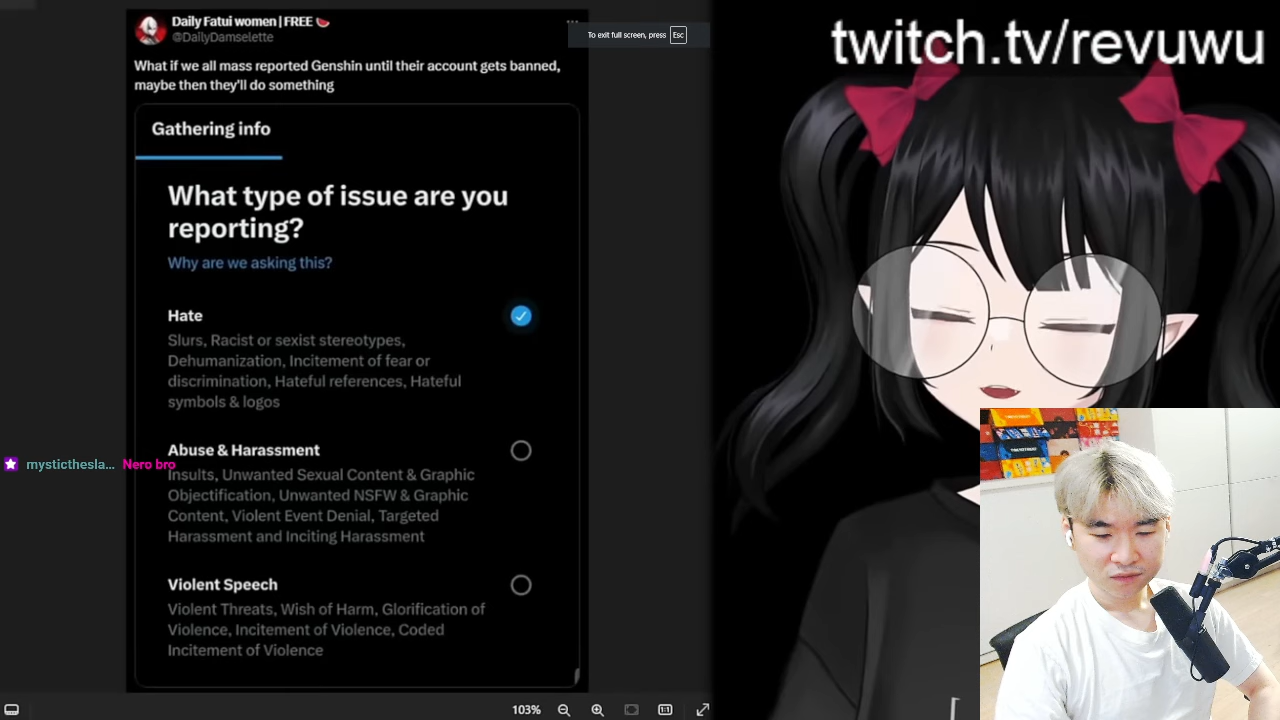 Daily Fatui women | FREE 🍉
@DailyDamselette
To exit full screen, press Esc
twitch.tv/revuwu
What if we all mass reported Genshin until their account gets banned,
maybe then they'll do something
Gathering info
What type of issue are you
reporting?
Why are we asking this?
Hate
Slurs, Racist or sexist stereotypes,
Dehumanization, Incitement of fear or
discrimination, Hateful references, Hateful
symbols & logos
Abuse & Harassment
mysticthesla... Nero bro
Insults, Unwanted Sexual Content & Graphic
Objectification, Unwanted NSFW & Graphic
Content, Violent Event Denial, Targeted
Harassment and Inciting Harassment
Violent Speech
Violent Threats, Wish of Harm, Glorification of
Violence, Incitement of Violence, Coded
Incitement of Violence
103%
1:1